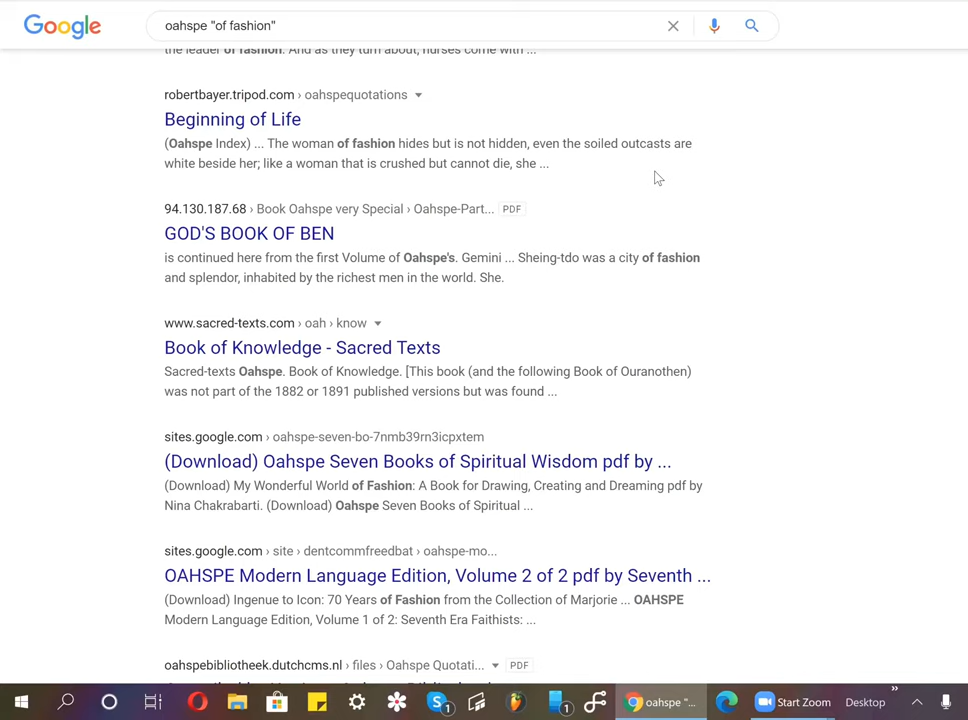 Google
oahspe "of fashion"
the leader of fashion. And as they turn about, nurses come with ...
robertbayer.tripod.com › oahspequotations
Beginning of Life
(Oahspe Index) ... The woman of fashion hides but is not hidden, even the soiled outcasts are
white beside her; like a woman that is crushed but cannot die, she ...
94.130.187.68 › Book Oahspe very Special › Oahspe-Part... PDF
GOD'S BOOK OF BEN
is continued here from the first Volume of Oahspe's. Gemini ... Sheing-tdo was a city of fashion
and splendor, inhabited by the richest men in the world. She.
www.sacred-texts.com › oah › know
Book of Knowledge - Sacred Texts
Sacred-texts Oahspe. Book of Knowledge. [This book (and the following Book of Ouranothen)
was not part of the 1882 or 1891 published versions but was found ...
sites.google.com › oahspe-seven-bo-7nmb39rn3icpxtem
(Download) Oahspe Seven Books of Spiritual Wisdom pdf by ...
(Download) My Wonderful World of Fashion: A Book for Drawing, Creating and Dreaming pdf by
Nina Chakrabarti. (Download) Oahspe Seven Books of Spiritual ...
sites.google.com › site › dentcommfreedbat › oahspe-mo...
OAHSPE Modern Language Edition, Volume 2 of 2 pdf by Seventh ...
(Download) Ingenue to Icon: 70 Years of Fashion from the Collection of Marjorie ... OAHSPE
Modern Language Edition, Volume 1 of 2: Seventh Era Faithists: ...
oahspebibliotheek.dutchcms.nl › files › Oahspe Quotati... PDF
1
1
oahspe "...
Start Zoom
Desktop